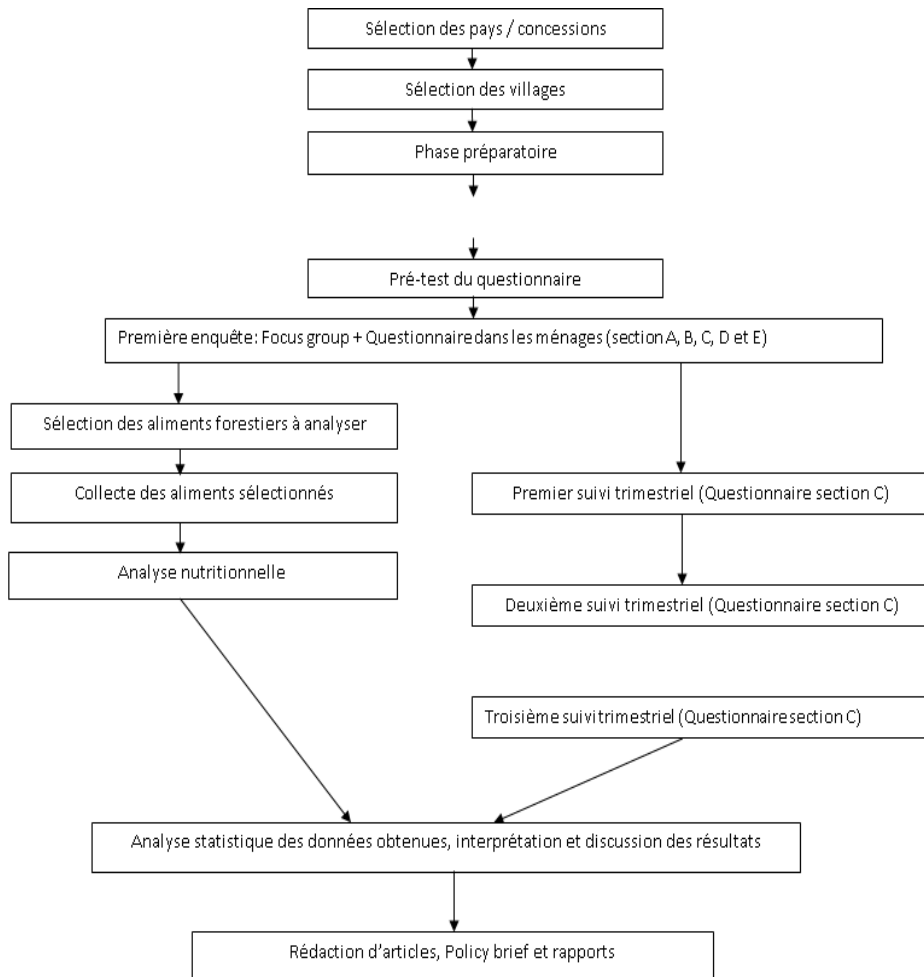 Sélection des pays / concessions
Sélection des villages
Phase préparatoire
Pré-test du questionnaire
Première enquête: Focus group + Questionnaire dans les ménages (section A, B, C, D et E)
Sélection des aliments forestiers à analyser
Collecte des aliments sélectionnés
Analyse nutritionnelle
Premier suivi trimestriel (Questionnaire section C)
Deuxième suivi trimestriel (Questionnaire section C)
Troisième suivi trimestriel (Questionnaire section C)
Analyse statistique des données obtenues, interprétation et discussion des résultats
Rédaction d'articles, Policy brief et rapports